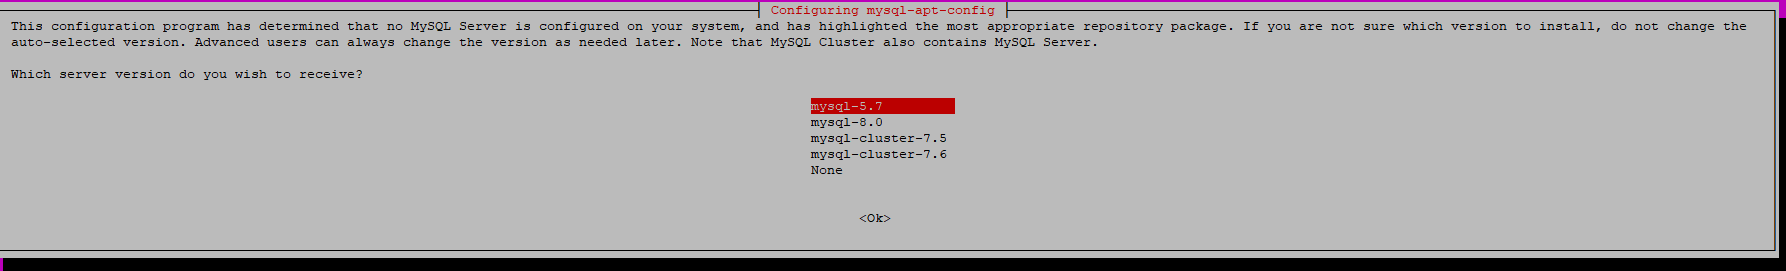 Configuring mysql-apt-config
This configuration program has determined that no MySQL Server is configured on your system, and has highlighted the most appropriate repository package. If you are not sure which version to install, do not change the
auto-selected version. Advanced users can always change the version as needed later. Note that MySQL Cluster also contains MySQL Server.
Which server version do you wish to receive?
mysql-5.7
mysql-8.0
mysql-cluster-7.5
mysql-cluster-7.6
None
<Ok>